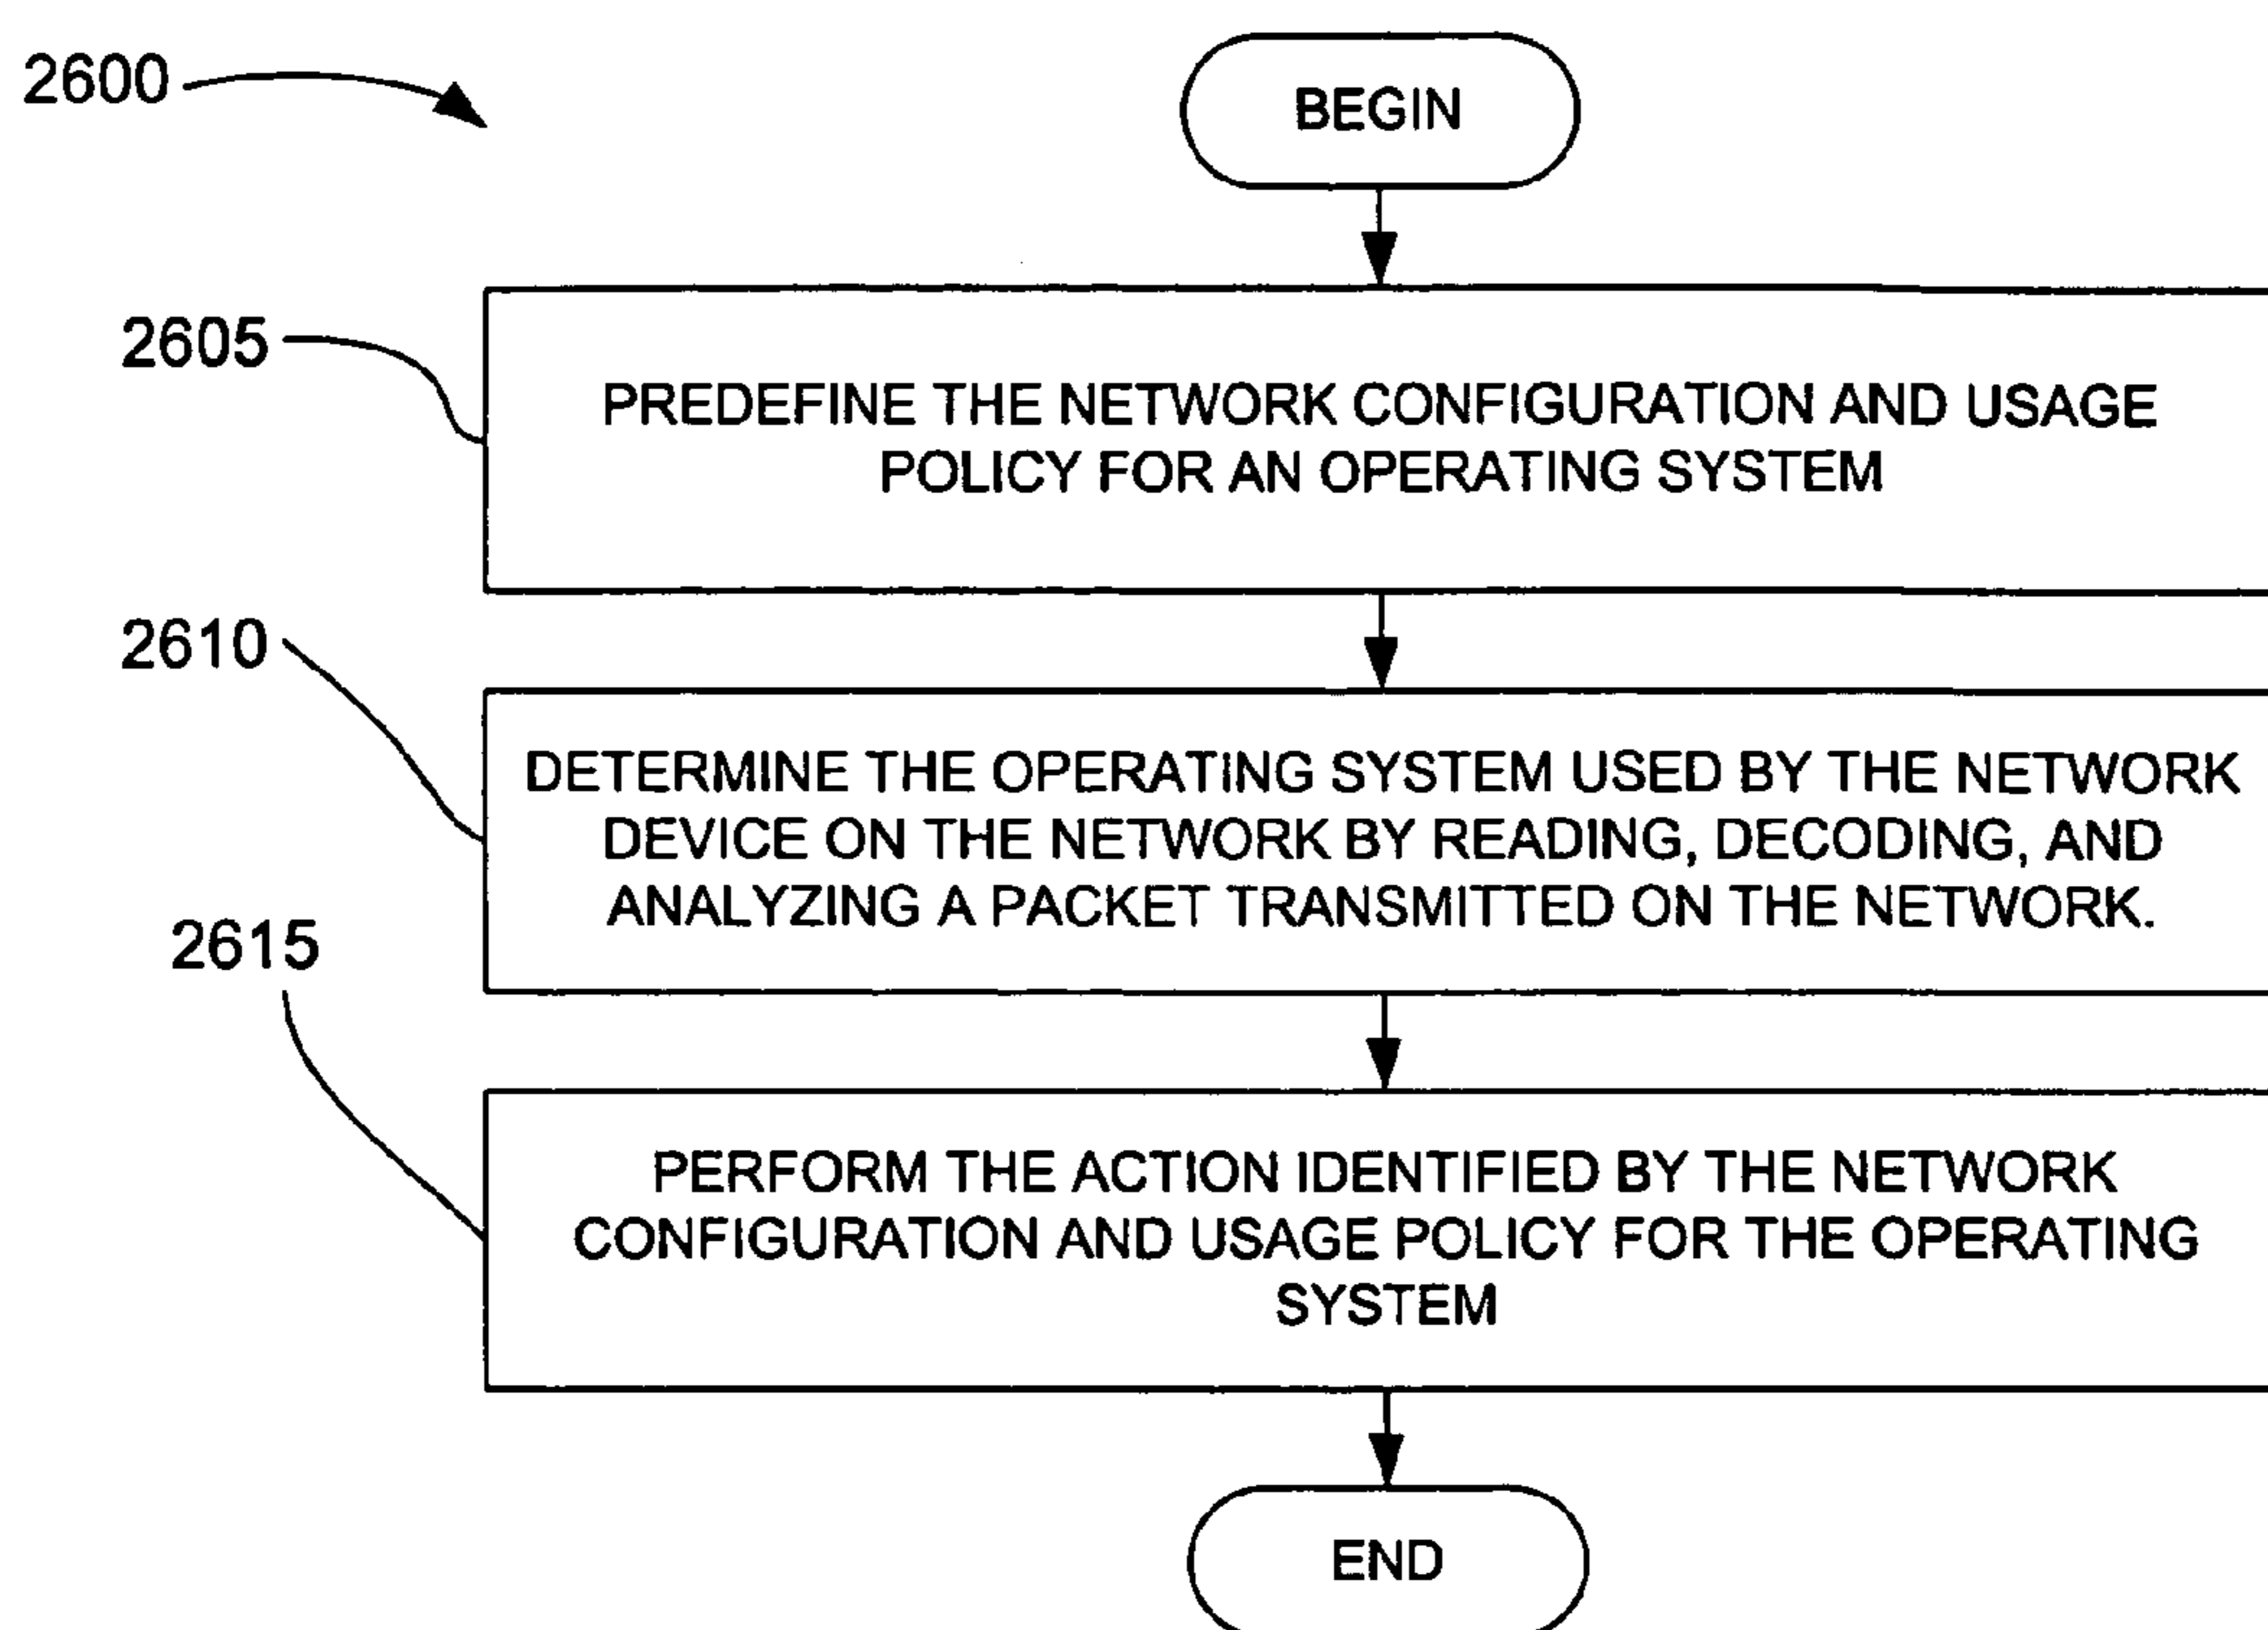 2600
BEGIN
2605
PREDEFINE THE NETWORK CONFIGURATION AND USAGE
POLICY FOR AN OPERATING SYSTEM
2610
DETERMINE THE OPERATING SYSTEM USED BY THE NETWORK
DEVICE ON THE NETWORK BY READING, DECODING, AND
ANALYZING A PACKET TRANSMITTED ON THE NETWORK.
2615
PERFORM THE ACTION IDENTIFIED BY THE NETWORK
CONFIGURATION AND USAGE POLICY FOR THE OPERATING
SYSTEM
END